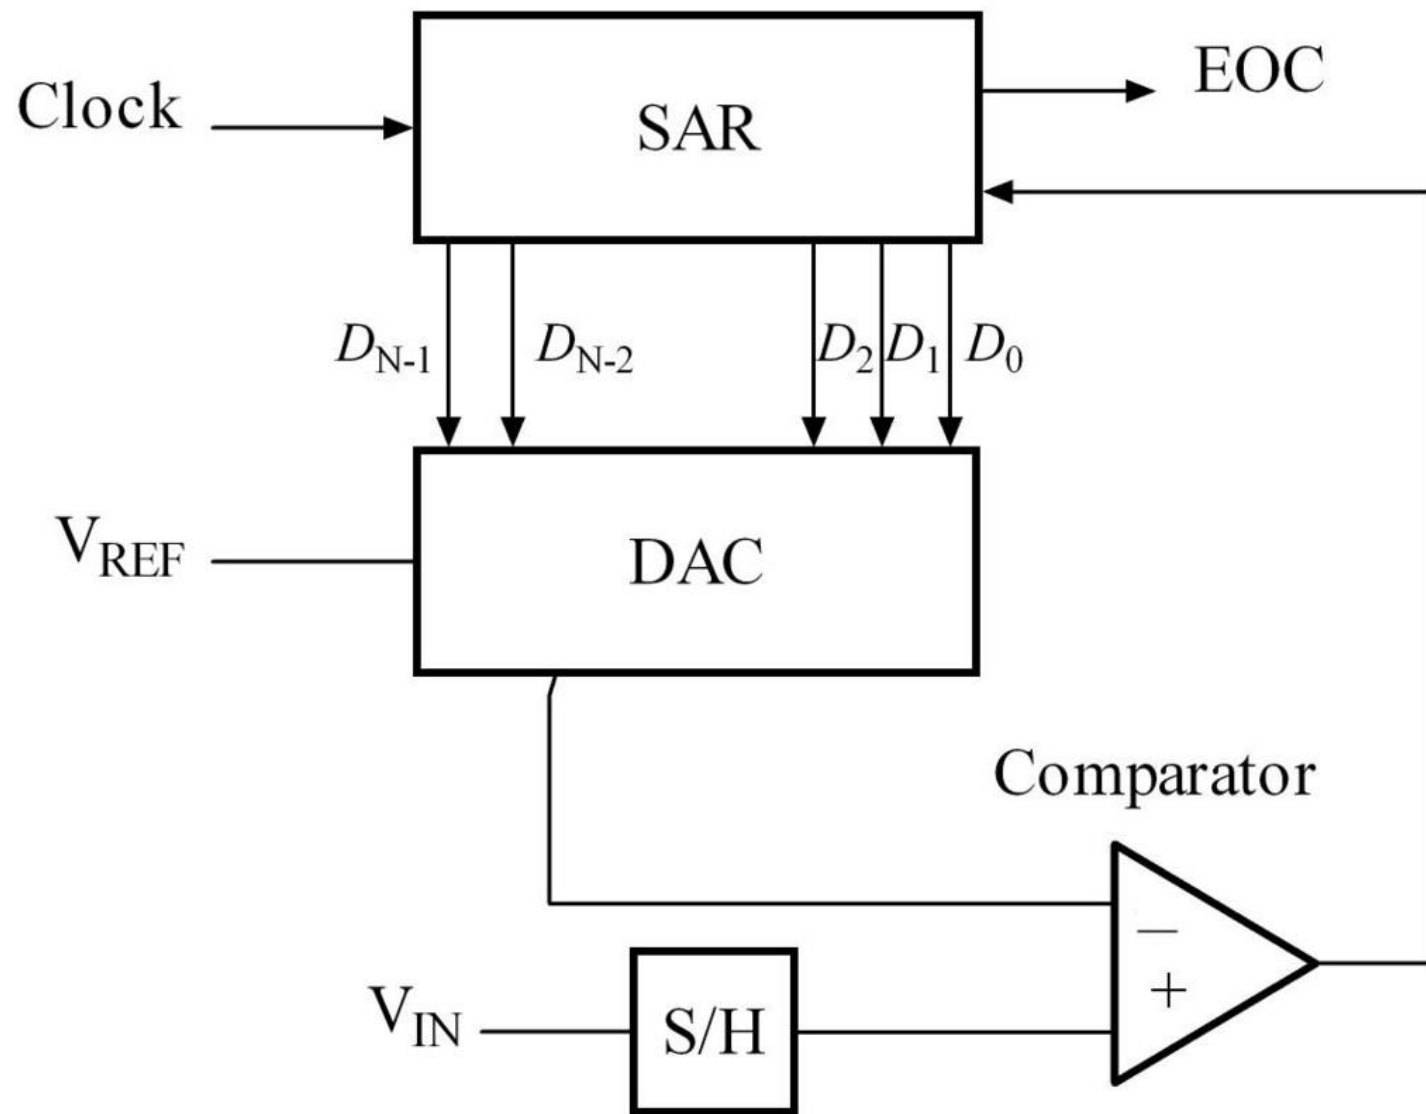 EOC
Clock
SAR
D_N-1 D_N-2 D_2 D_1 D_0
V_REF
DAC
Comparator
−
+
V_IN
S/H